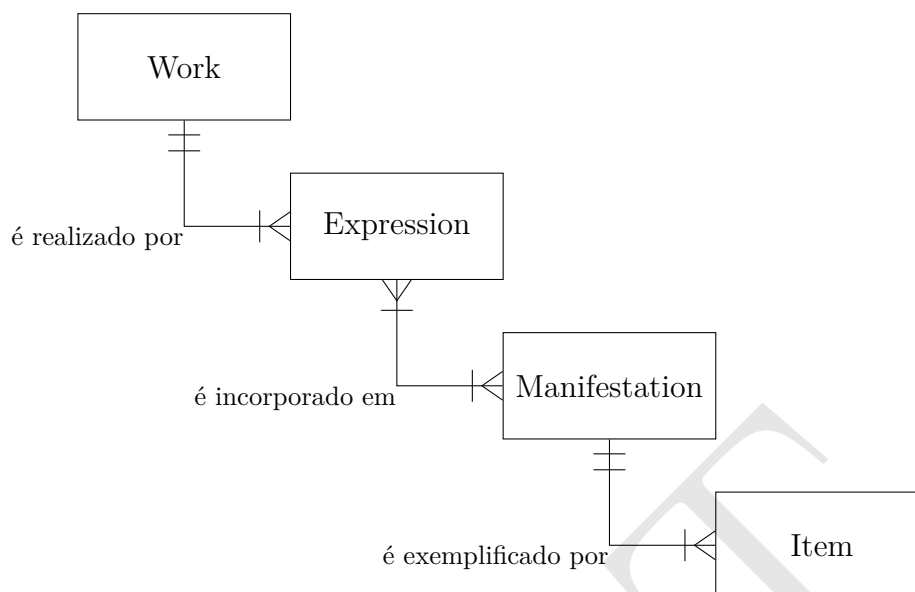 Work
Expression
é realizado por
Manifestation
é incorporado em
Item
é exemplificado por